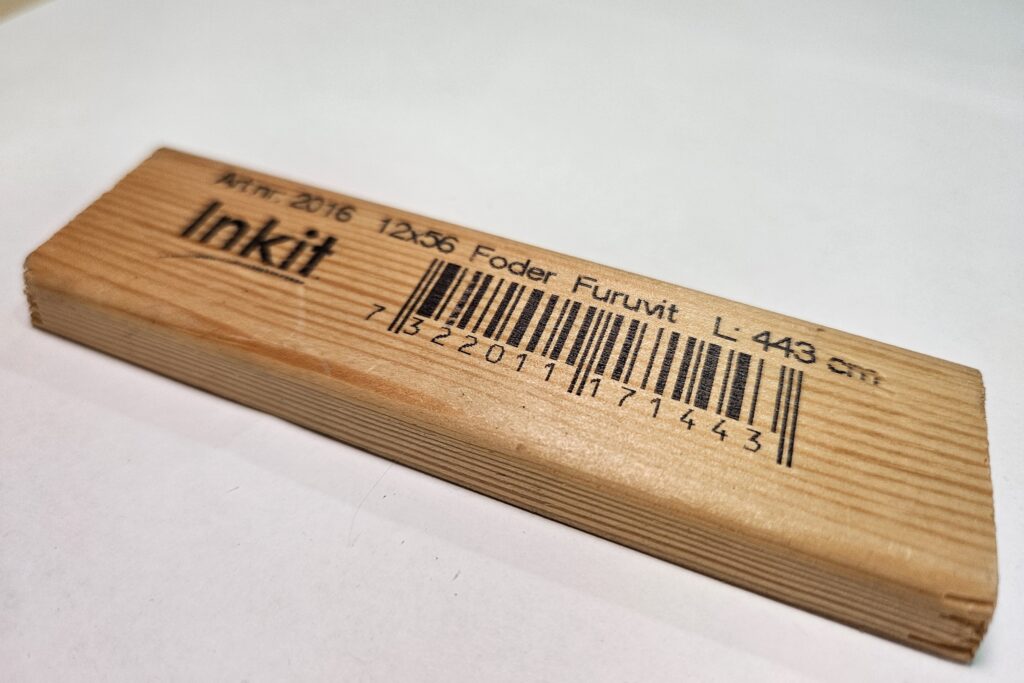 Art.nr. 2016 12x56 Foder Furuvit L: 443 cm
Inkit
7 322011 171443